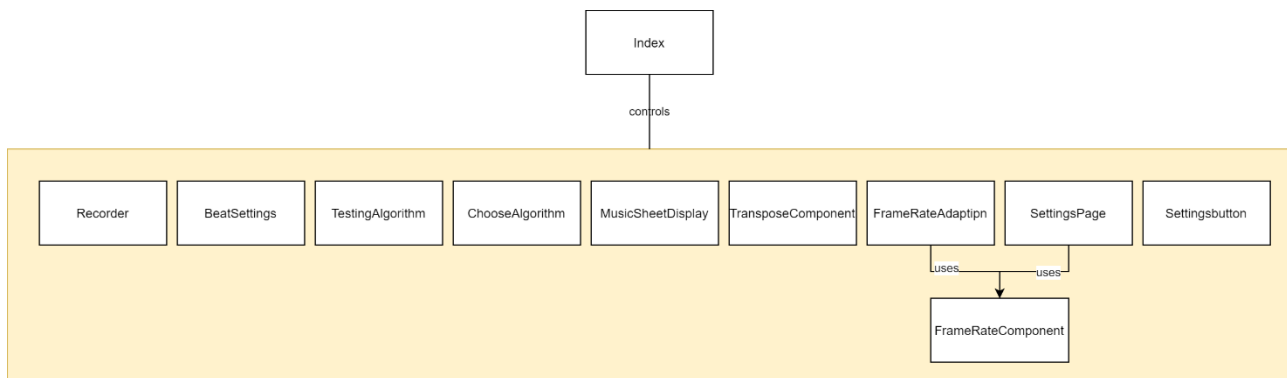 Index
controls
Recorder
BeatSettings
TestingAlgorithm
ChooseAlgorithm
MusicSheetDisplay
TransposeComponent
FrameRateAdaptipn
SettingsPage
Settingsbutton
uses
uses
FrameRateComponent